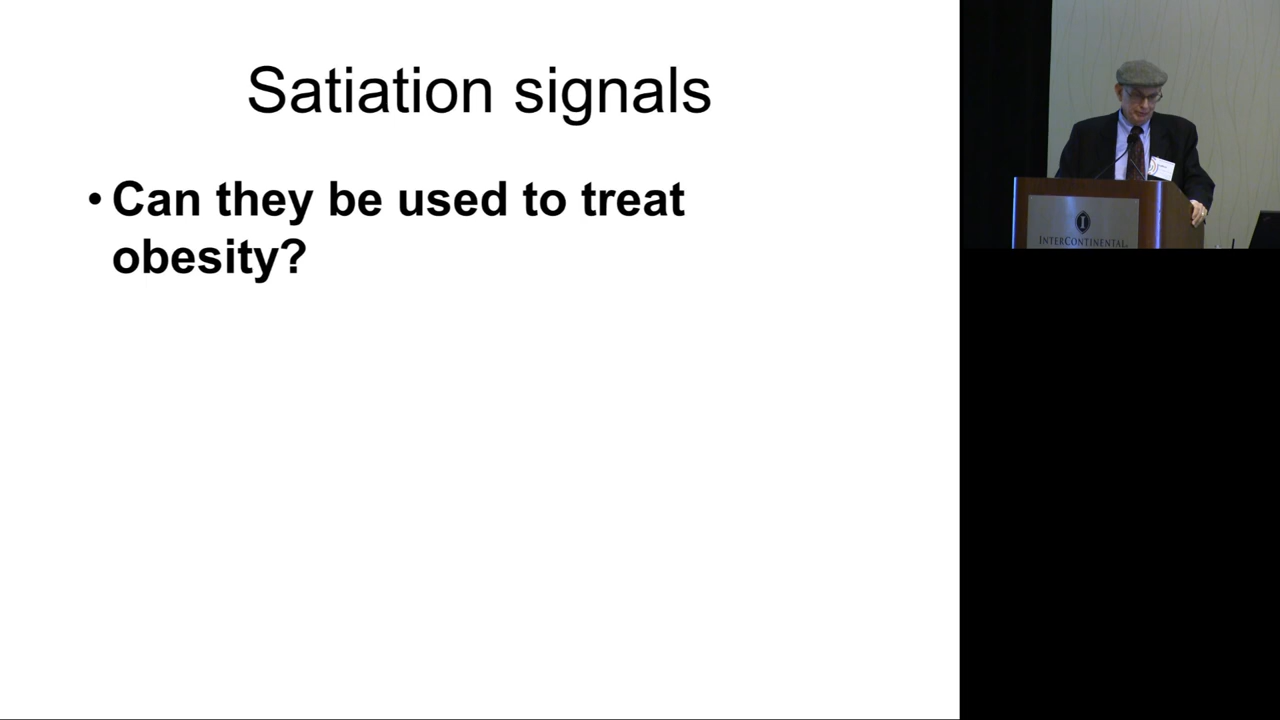 Satiation signals
• Can they be used to treat
obesity?
I
INTERCONTINENTAL